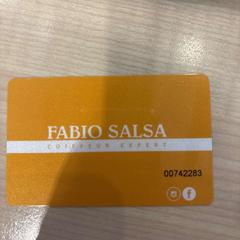 FABIO SALSA
COIFFEUR EXPERT
00742283